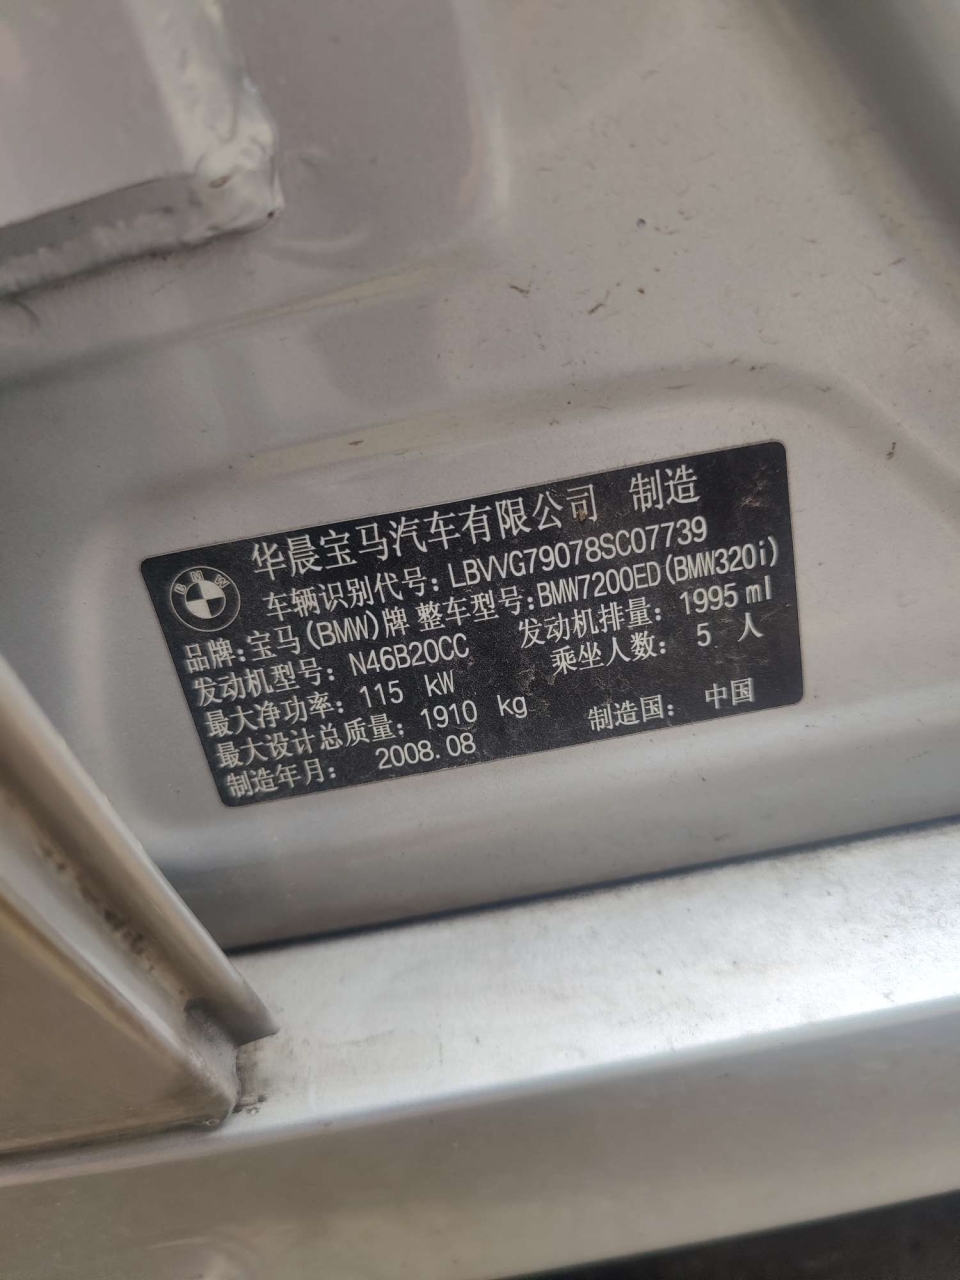 华晨宝马汽车有限公司 制造
车辆识别代号: LBVVG79078SC07739
品牌: 宝马(BMW)牌 整车型号: BMW7200ED(BMW320i)
发动机型号: N46B20CC 发动机排量: 1995 ml
最大净功率: 115 kW 乘坐人数: 5 人
最大设计总质量: 1910 kg
制造年月: 2008.08 制造国: 中国